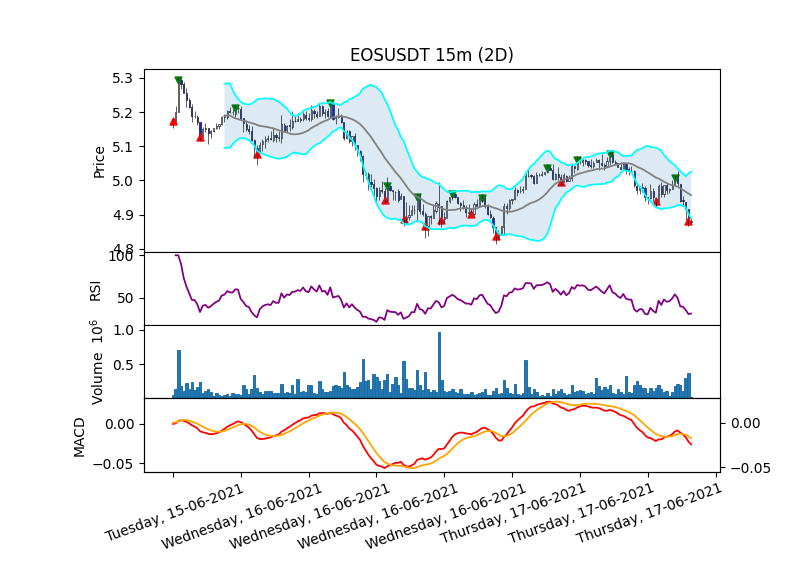 EOSUSDT 15m (2D)
5.3
5.2
5.1
5.0
4.9
4.8
Price
100
50
RSI
1.0
0.5
Volume 10^6
0.00
−0.05
MACD
0.00
−0.05
Tuesday, 15-06-2021
Wednesday, 16-06-2021
Wednesday, 16-06-2021
Wednesday, 16-06-2021
Wednesday, 16-06-2021
Thursday, 17-06-2021
Thursday, 17-06-2021
Thursday, 17-06-2021